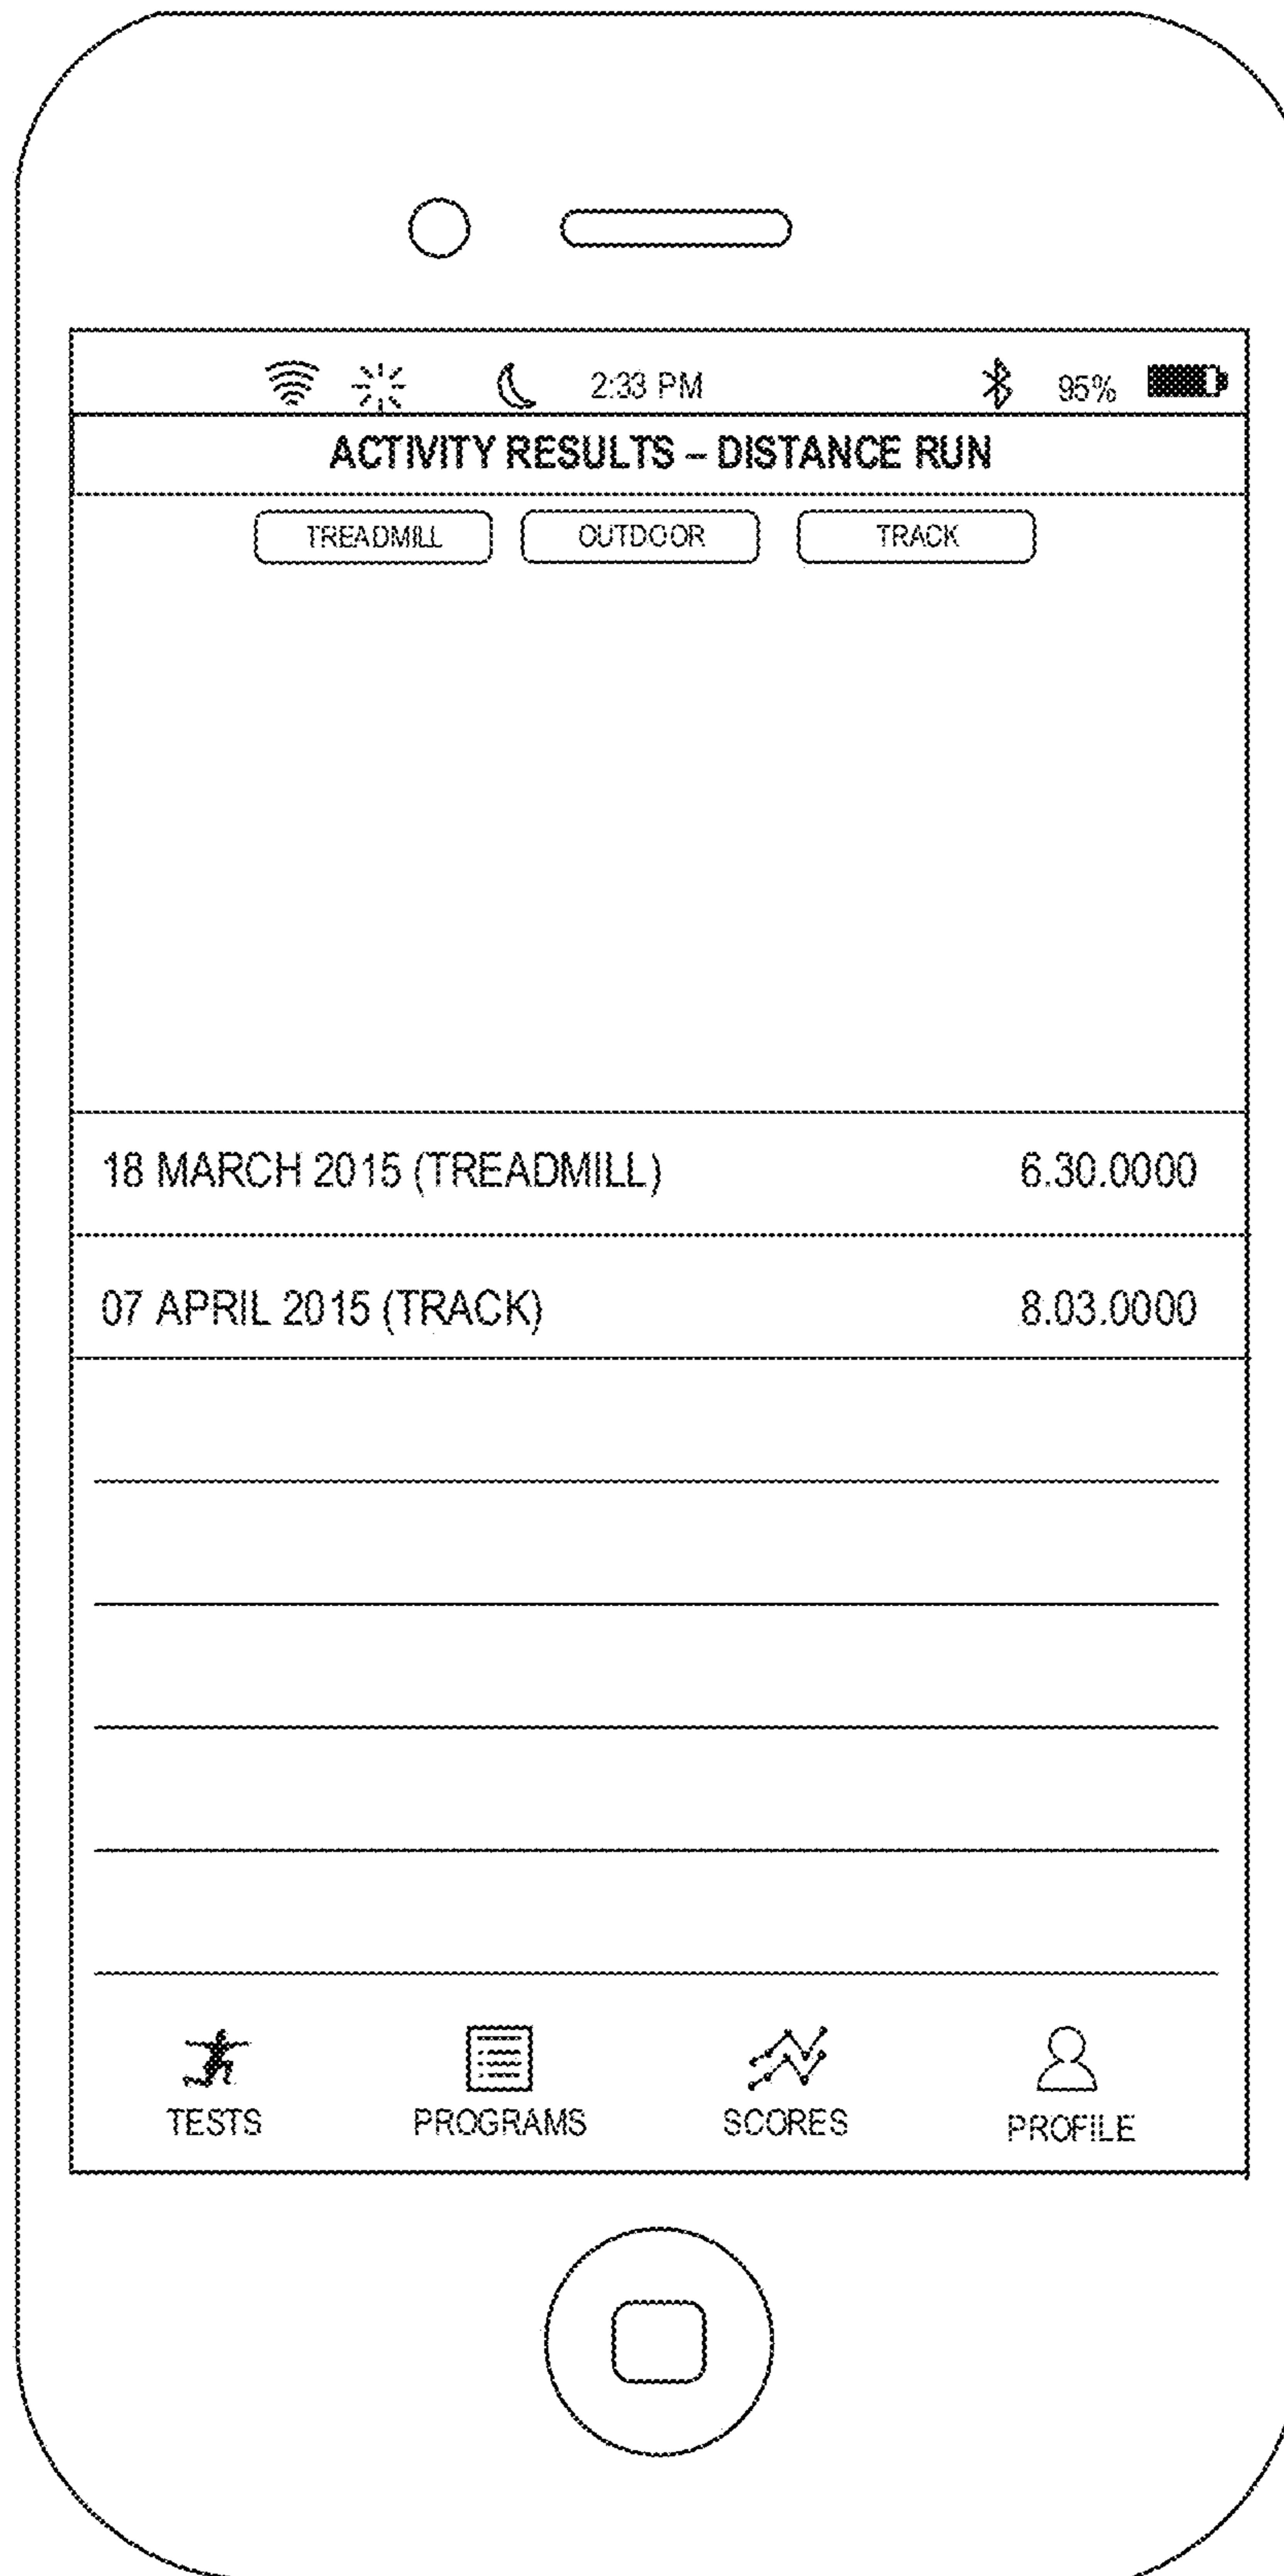 2:33 PM 95%
ACTIVITY RESULTS – DISTANCE RUN
TREADMILL OUTDOOR TRACK
18 MARCH 2015 (TREADMILL) 6.30.0000
07 APRIL 2015 (TRACK) 8.03.0000
TESTS PROGRAMS SCORES PROFILE